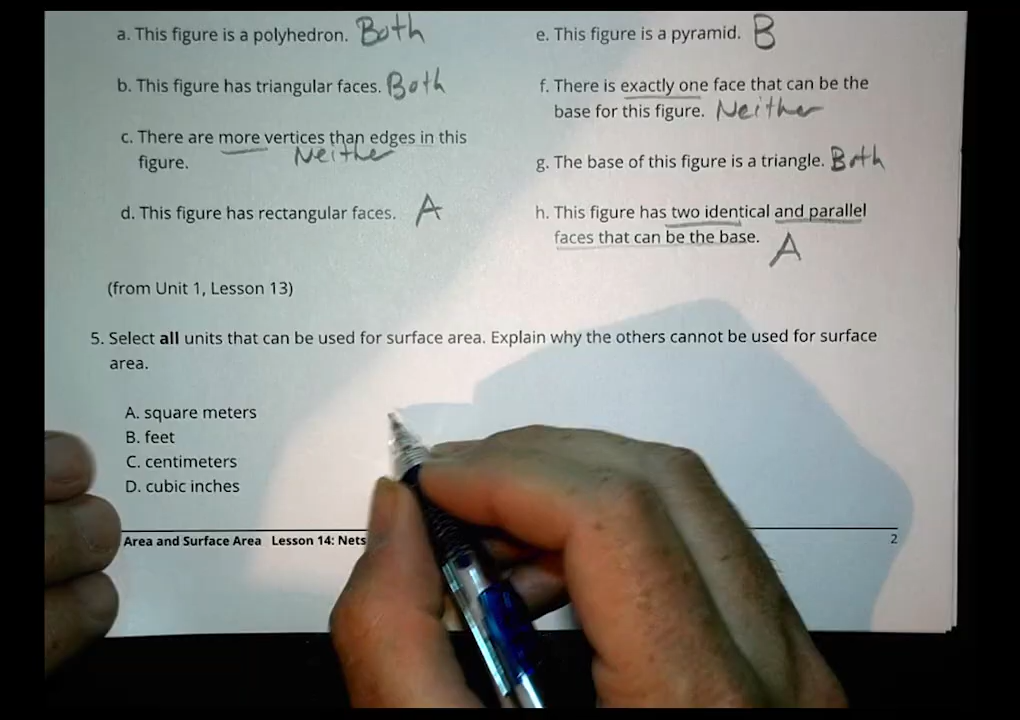 a. This figure is a polyhedron. Both
b. This figure has triangular faces. Both
c. There are more vertices than edges in this
figure. Neither
d. This figure has rectangular faces. A
e. This figure is a pyramid. B
f. There is exactly one face that can be the
base for this figure. Neither
g. The base of this figure is a triangle. Both
h. This figure has two identical and parallel
faces that can be the base. A
(from Unit 1, Lesson 13)
5. Select all units that can be used for surface area. Explain why the others cannot be used for surface
area.
A. square meters
B. feet
C. centimeters
D. cubic inches
Area and Surface Area Lesson 14: Nets
2